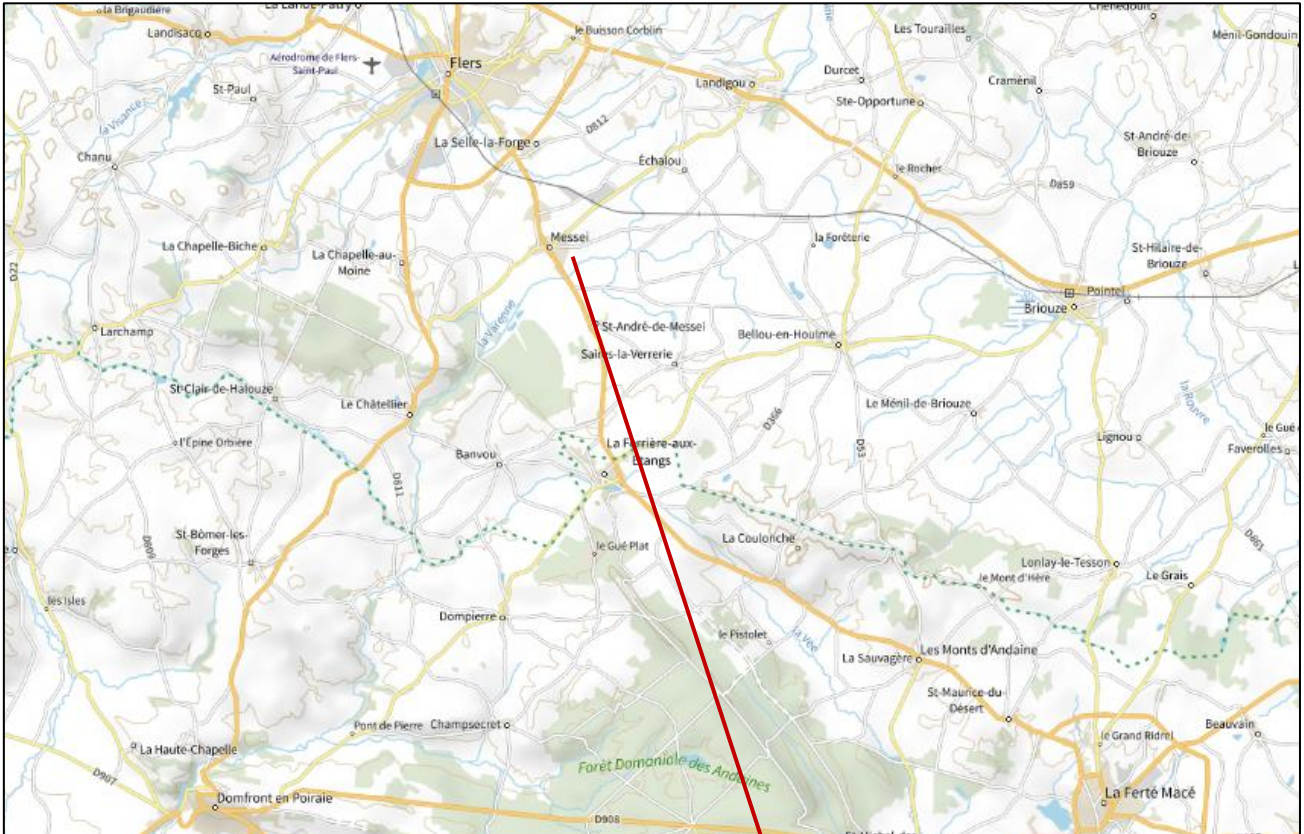 la Brigaudière
Landisacq
Aérodrome de Flers-
Saint-Paul
Flers
le Buisson Corblin
Les Tourailles
Ménil-Gondouin
St-Paul
Landigou
Durcet
Craménil
Ste-Opportune
la Visance
D812
La Selle-la-Forge
Chanu
Échalou
le Rocher
St-André-de-
Briouze
D859
La Chapelle-Biche
La Chapelle-au-
Moine
Messei
la Forêterie
St-Hilaire-de-
Briouze
D22
Pointel
Briouze
Larchamp
la Varenne
St-André-de-Messei
Saires-la-Verrerie
Bellou-en-Houlme
St-Clair-de-Halouze
Le Châtellier
Le Ménil-de-Briouze
la Rouvre
l'Épine Orbière
D366
Lignou
le Gué
Faverolles
Banvou
La Ferrière-aux-
Étangs
D53
D811
St-Bômer-les-
Forges
D809
le Gué Plat
La Coulonche
D861
Lonlay-le-Tesson
le Mont d'Hère
Le Grais
les Isles
Dompierre
le Pistolet
la Vée
La Sauvagère
Les Monts d'Andaine
St-Maurice-du-
Désert
Pont de Pierre
Champsecret
Beauvain
le Grand Ridrel
La Haute-Chapelle
D907
Forêt Domaniale des Andaines
Domfront en Poiraie
La Ferté Macé
D908